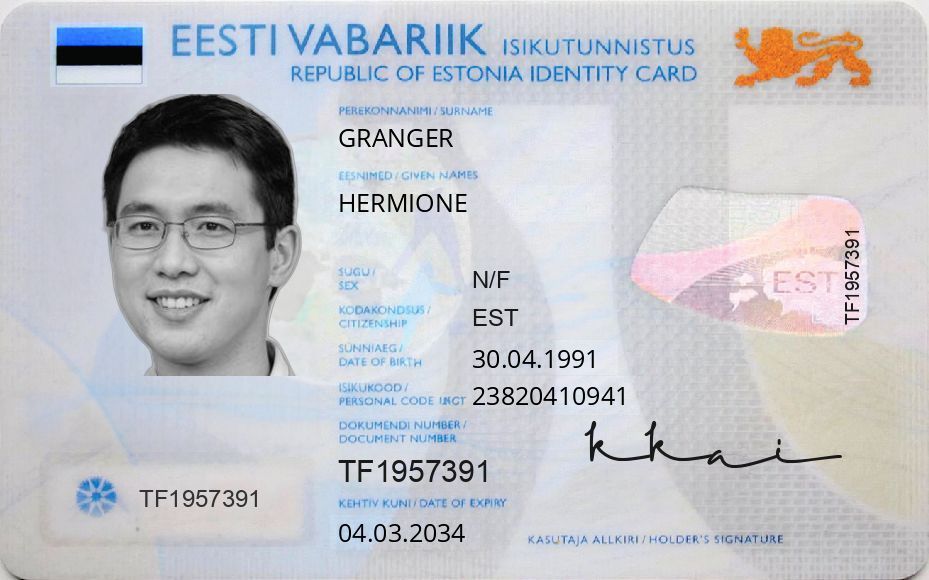 EESTI VABARIIK ISIKUTUNNISTUS
REPUBLIC OF ESTONIA IDENTITY CARD
PEREKONNANIMI / SURNAME
GRANGER
EESNIMED / GIVEN NAMES
HERMIONE
SUGU /
SEX
N/F
KODAKONDSUS /
CITIZENSHIP
EST
SÜNNIAEG /
DATE OF BIRTH
30.04.1991
ISIKUKOOD /
PERSONAL CODE
23820410941
DOKUMENDI NUMBER /
DOCUMENT NUMBER
TF1957391
KEHTIV KUNI / DATE OF EXPIRY
04.03.2034
TF1957391
EST
TF1957391
kkai
KASUTAJA ALLKIRI / HOLDER'S SIGNATURE